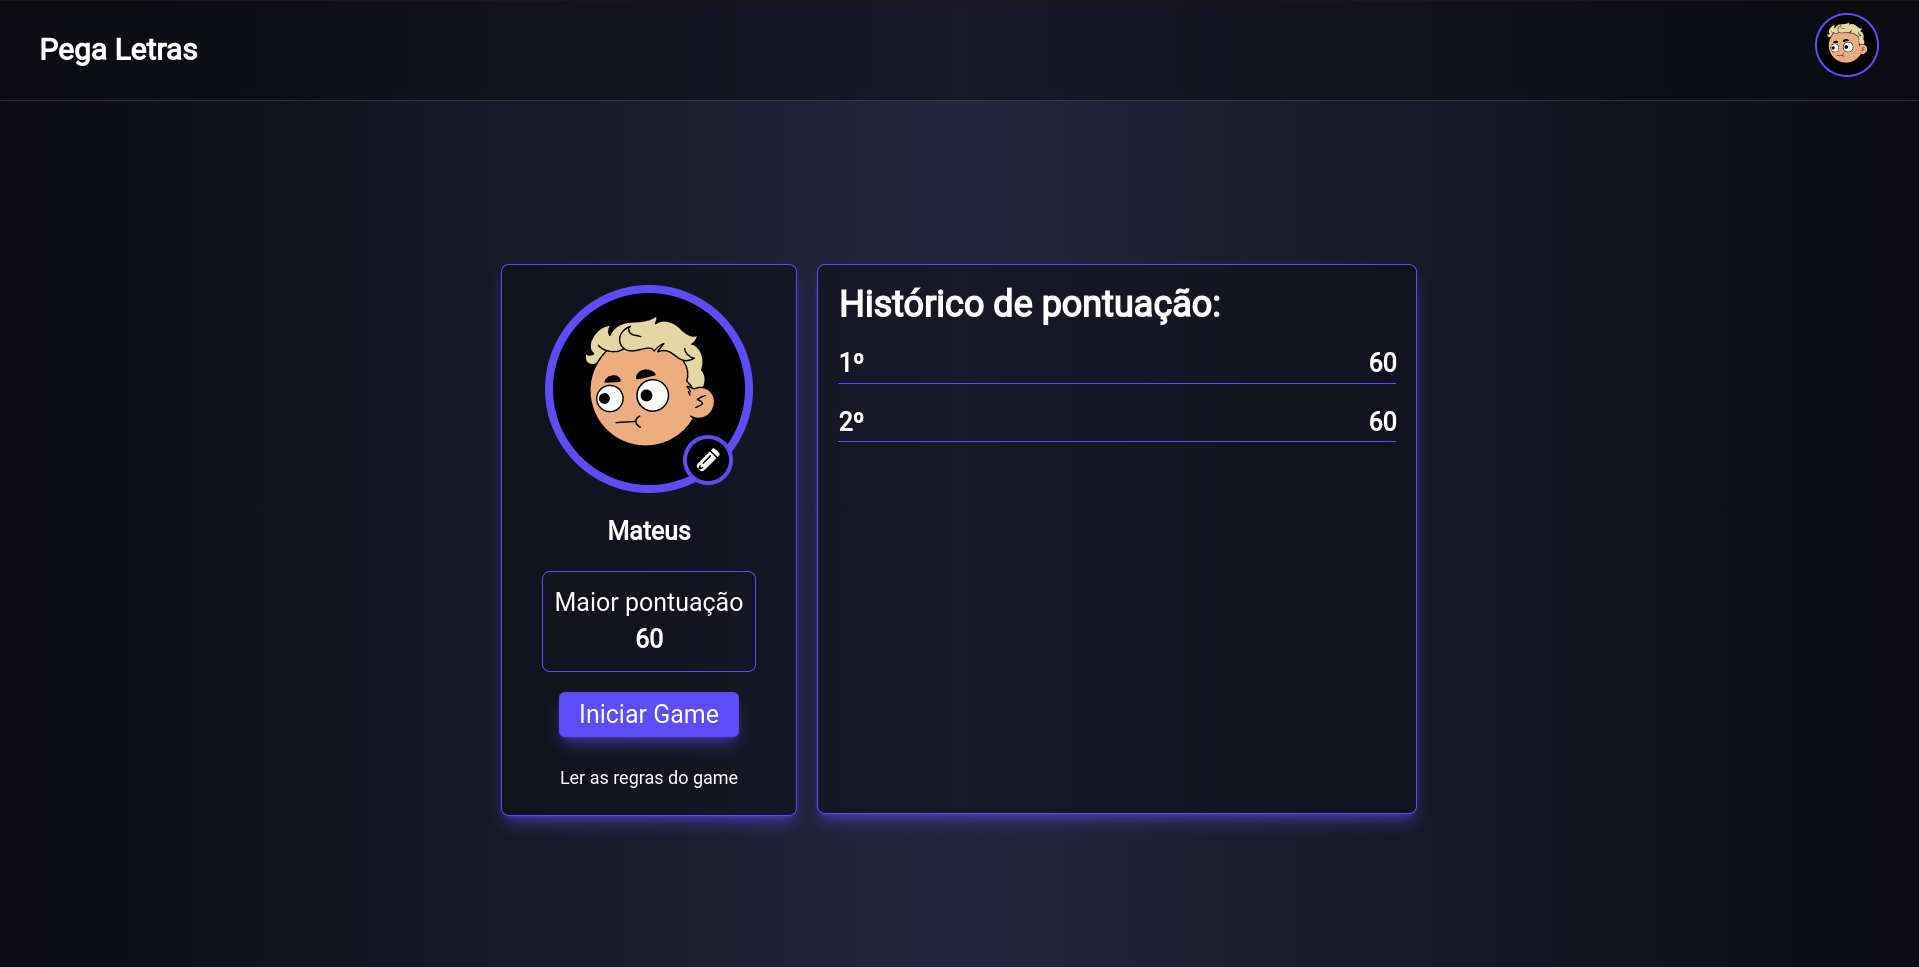 Pega Letras
Mateus
Maior pontuação
60
Iniciar Game
Ler as regras do game
Histórico de pontuação:
1º 60
2º 60